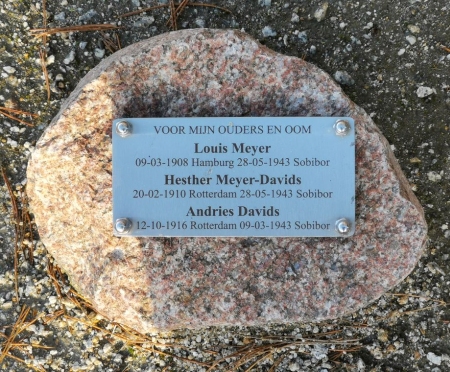 VOOR MIJN OUDERS EN OOM
Louis Meyer
09-03-1908 Hamburg 28-05-1943 Sobibor
Hesther Meyer-Davids
20-02-1910 Rotterdam 28-05-1943 Sobibor
Andries Davids
12-10-1916 Rotterdam 09-03-1943 Sobibor